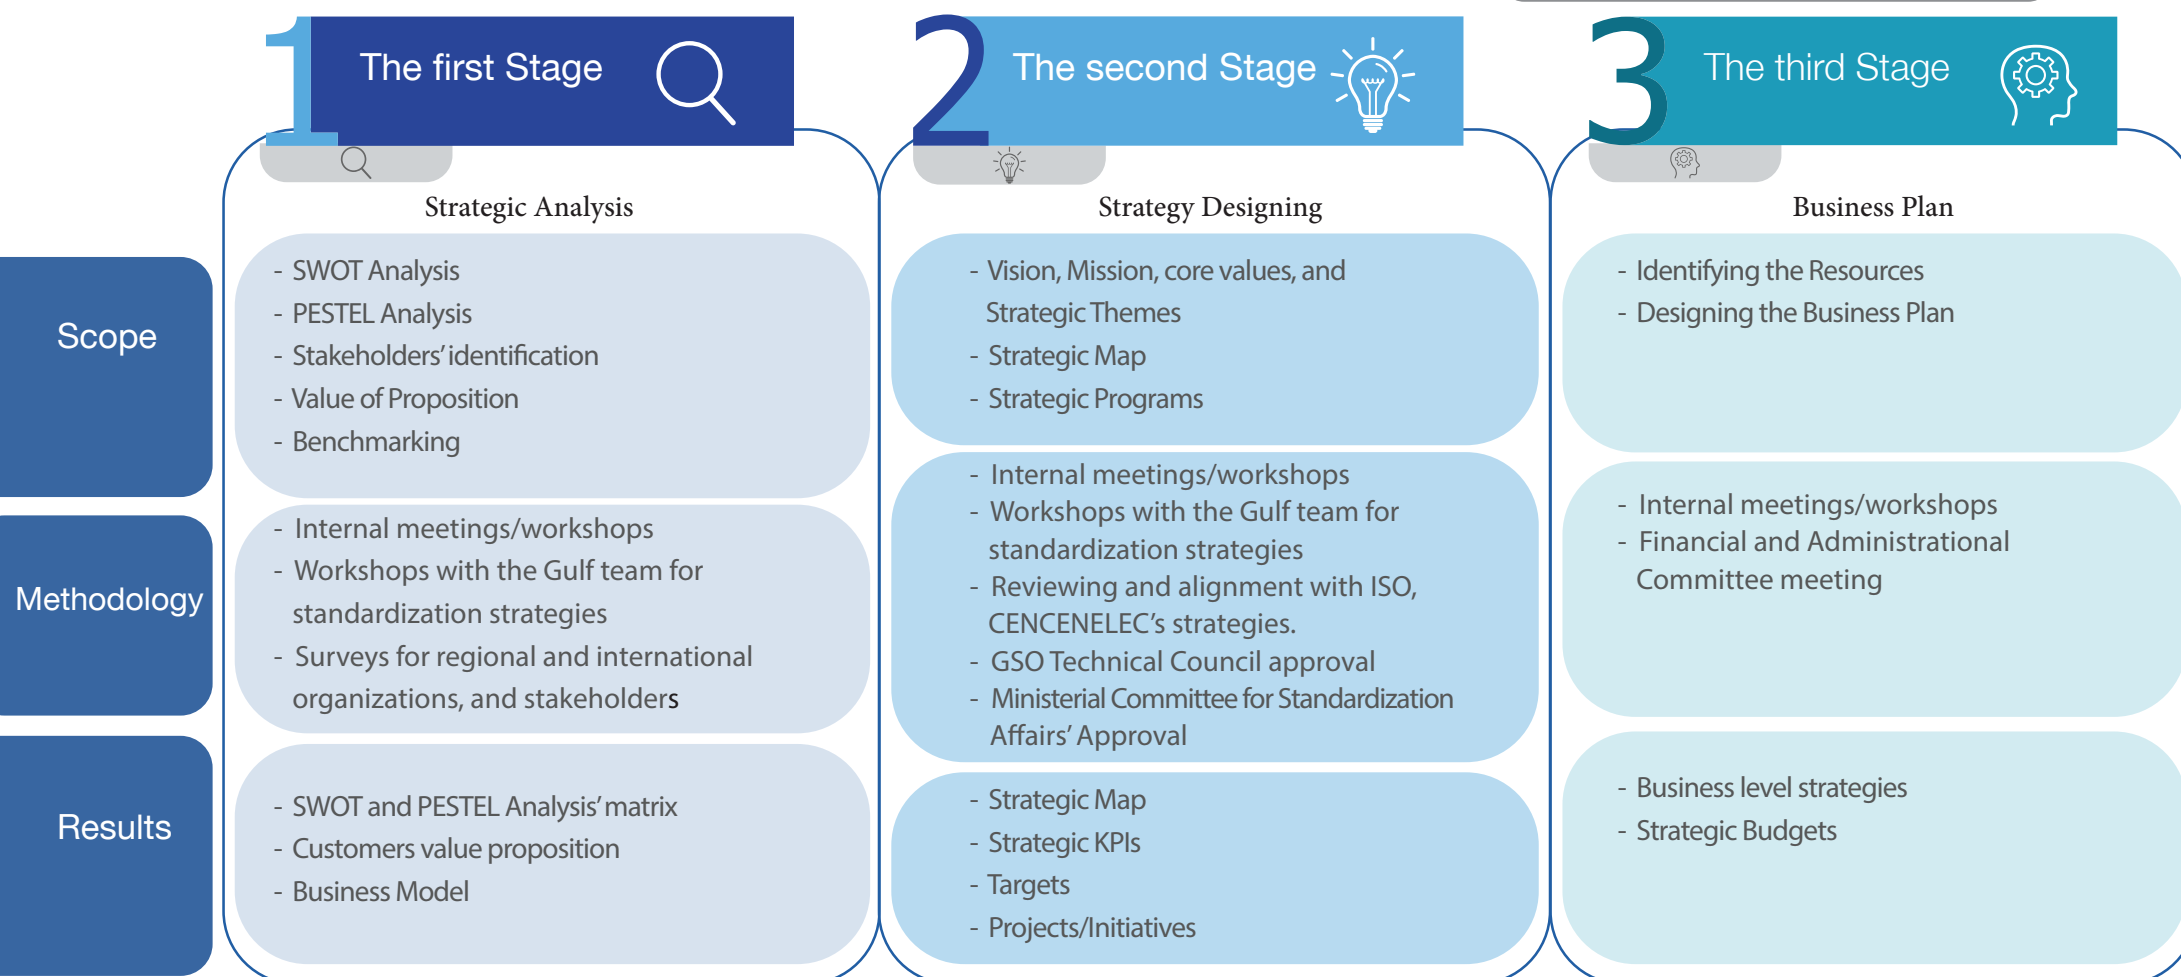 1
The first Stage
2
The second Stage
3
The third Stage
Strategic Analysis
Strategy Designing
Business Plan
Scope
- SWOT Analysis
- PESTEL Analysis
- Stakeholders' identification
- Value of Proposition
- Benchmarking
- Vision, Mission, core values, and
Strategic Themes
- Strategic Map
- Strategic Programs
- Identifying the Resources
- Designing the Business Plan
Methodology
- Internal meetings/workshops
- Workshops with the Gulf team for
standardization strategies
- Surveys for regional and international
organizations, and stakeholders
- Internal meetings/workshops
- Workshops with the Gulf team for
standardization strategies
- Reviewing and alignment with ISO,
CENCENELEC's strategies.
- GSO Technical Council approval
- Ministerial Committee for Standardization
Affairs' Approval
- Internal meetings/workshops
- Financial and Administrational
Committee meeting
Results
- SWOT and PESTEL Analysis' matrix
- Customers value proposition
- Business Model
- Strategic Map
- Strategic KPIs
- Targets
- Projects/Initiatives
- Business level strategies
- Strategic Budgets